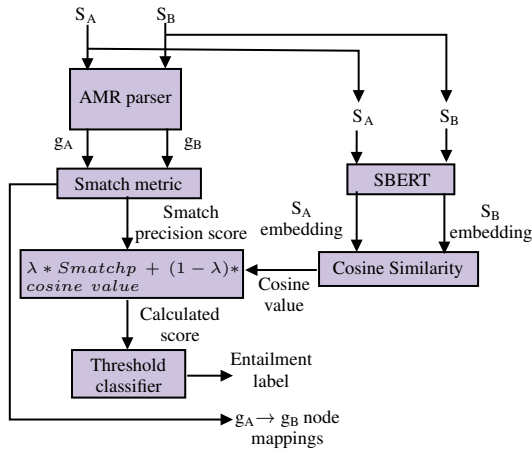 S_A S_B
AMR parser
S_A S_B
g_A g_B
Smatch metric
SBERT
Smatch
precision score
S_A
embedding
S_B
embedding
λ ∗ Smatchp + (1 − λ)∗
cosine value
Cosine Similarity
Cosine
value
Calculated
score
Threshold
classifier
Entailment
label
g_A → g_B node
mappings